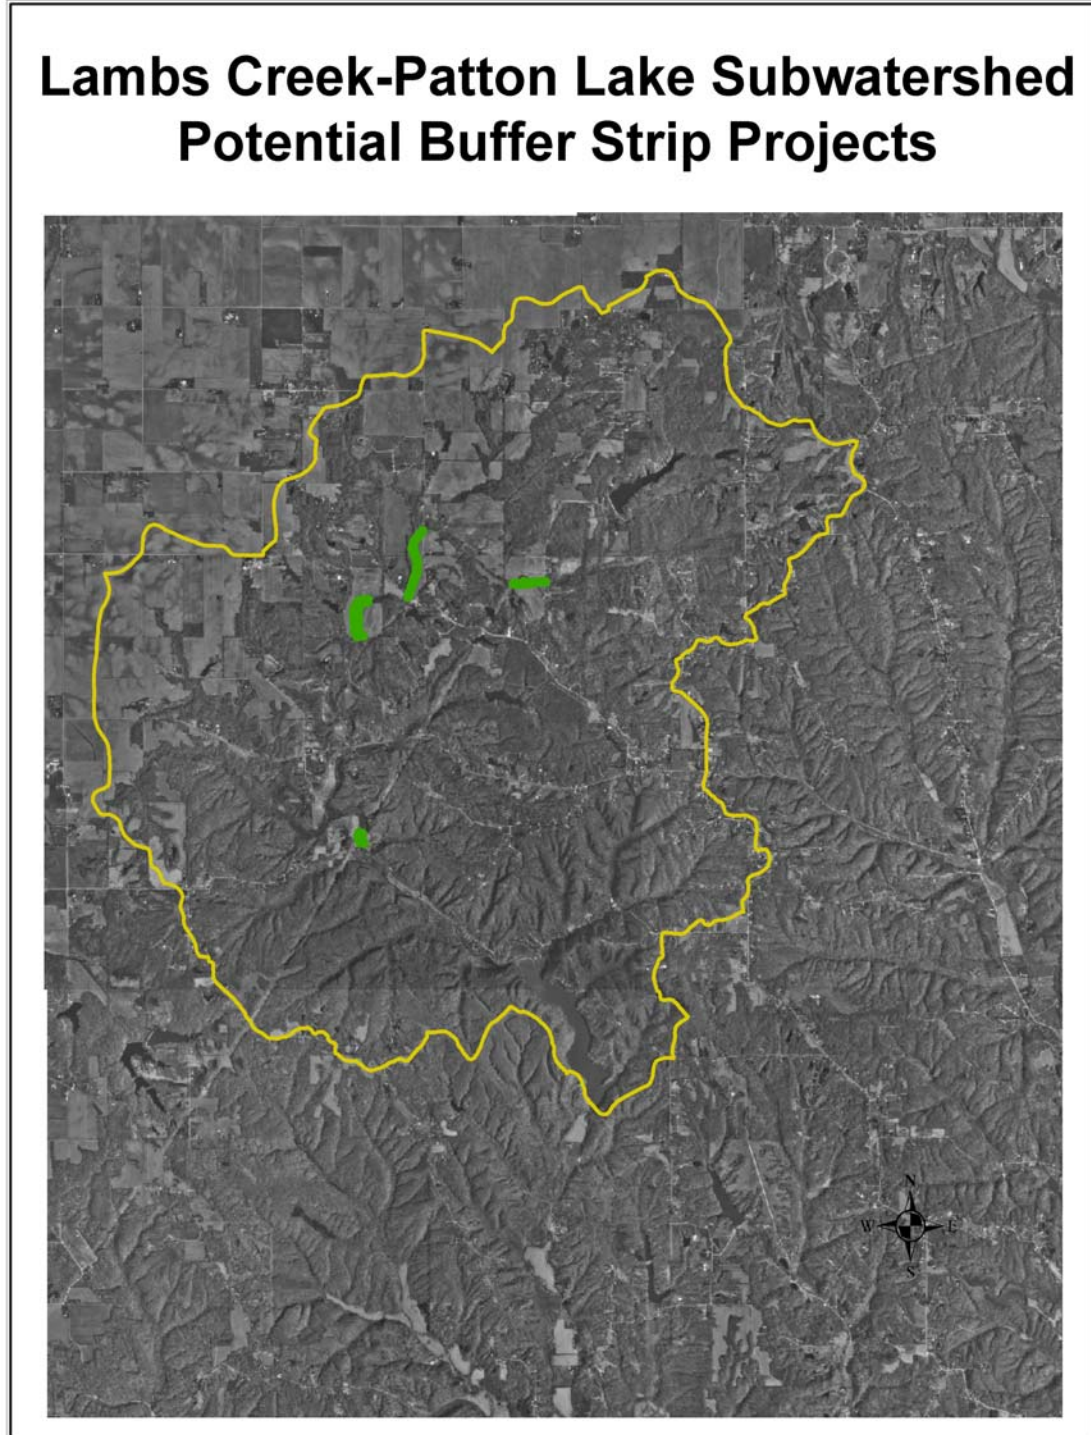 Lambs Creek-Patton Lake Subwatershed
Potential Buffer Strip Projects
N
W E
S